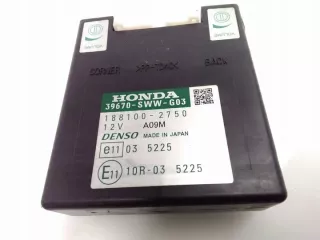 CORNER
BACK
HONDA
39670-SWW-G03
188100-2750
12V A09M
DENSO MADE IN JAPAN
e11 03 5225
E11 10R-03 5225